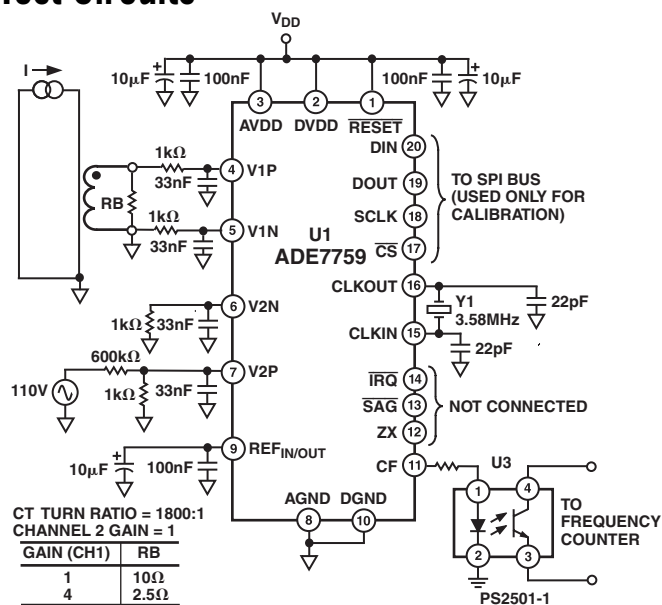 Test Circuits
VDD
I
10μF
100nF
100nF
10μF
3
2
1
AVDD
DVDD
RESET
DIN
20
DOUT
19
SCLK
18
CS
17
TO SPI BUS
(USED ONLY FOR
CALIBRATION)
1kΩ
33nF
4
V1P
RB
1kΩ
33nF
5
V1N
U1
ADE7759
CLKOUT
16
Y1
3.58MHz
22pF
6
V2N
1kΩ
33nF
CLKIN
15
22pF
600kΩ
7
V2P
110V
1kΩ
33nF
IRQ
14
SAG
13
ZX
12
NOT CONNECTED
9
REFIN/OUT
10μF
100nF
CF
11
U3
1
4
2
3
TO
FREQUENCY
COUNTER
PS2501-1
AGND
DGND
8
10
CT TURN RATIO = 1800:1
CHANNEL 2 GAIN = 1
GAIN (CH1) RB
1 10Ω
4 2.5Ω